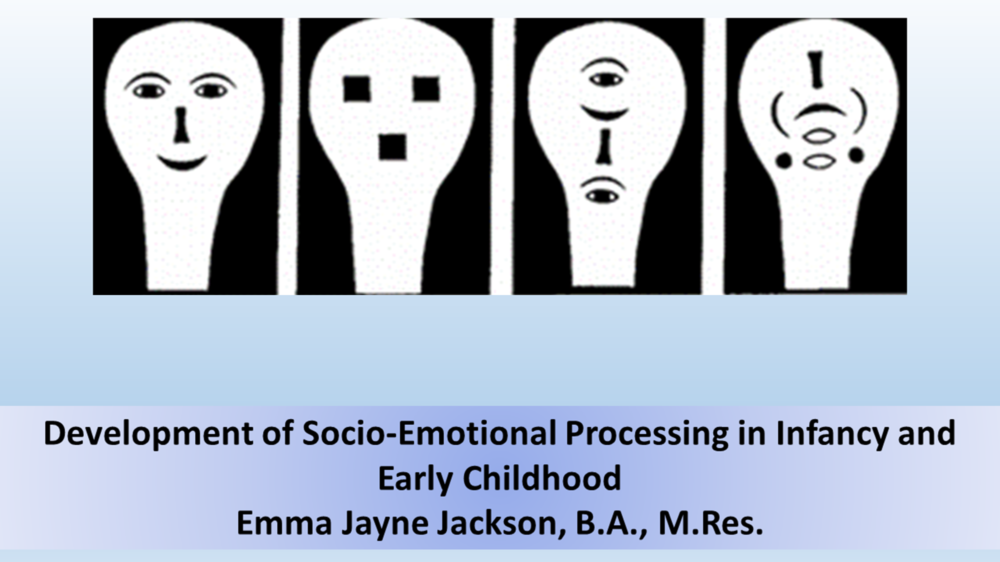 Development of Socio-Emotional Processing in Infancy and
Early Childhood
Emma Jayne Jackson, B.A., M.Res.